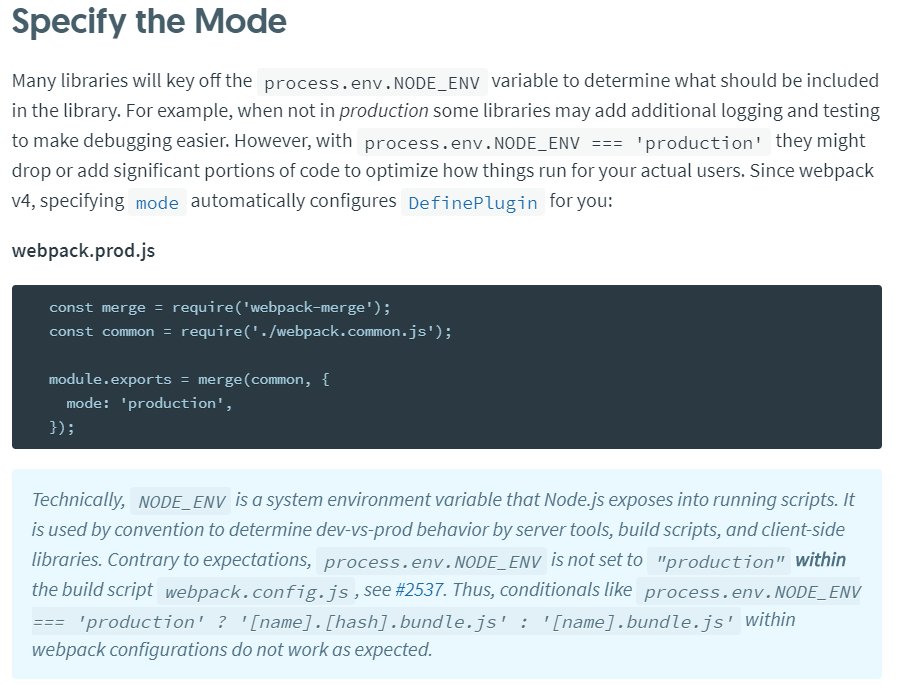 Specify the Mode
Many libraries will key off the process.env.NODE_ENV variable to determine what should be included
in the library. For example, when not in production some libraries may add additional logging and testing
to make debugging easier. However, with process.env.NODE_ENV === 'production' they might
drop or add significant portions of code to optimize how things run for your actual users. Since webpack
v4, specifying mode automatically configures DefinePlugin for you:
webpack.prod.js
const merge = require('webpack-merge');
const common = require('./webpack.common.js');
module.exports = merge(common, {
mode: 'production',
});
Technically, NODE_ENV is a system environment variable that Node.js exposes into running scripts. It
is used by convention to determine dev-vs-prod behavior by server tools, build scripts, and client-side
libraries. Contrary to expectations, process.env.NODE_ENV is not set to "production" within
the build script webpack.config.js, see #2537. Thus, conditionals like process.env.NODE_ENV
=== 'production' ? '[name].[hash].bundle.js' : '[name].bundle.js' within
webpack configurations do not work as expected.